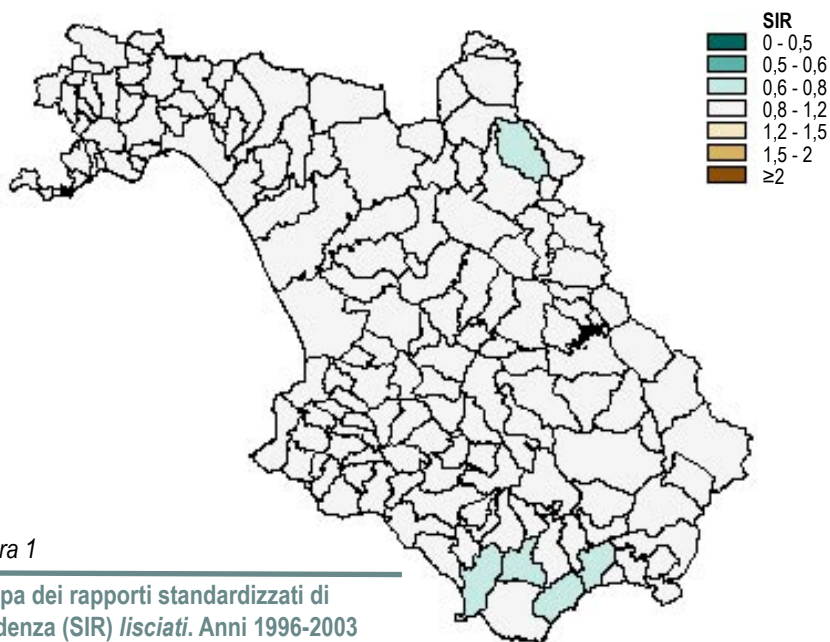 SIR
0 - 0,5
0,5 - 0,6
0,6 - 0,8
0,8 - 1,2
1,2 - 1,5
1,5 - 2
≥2
ra 1
pa dei rapporti standardizzati di
denza (SIR) lisciati. Anni 1996-2003